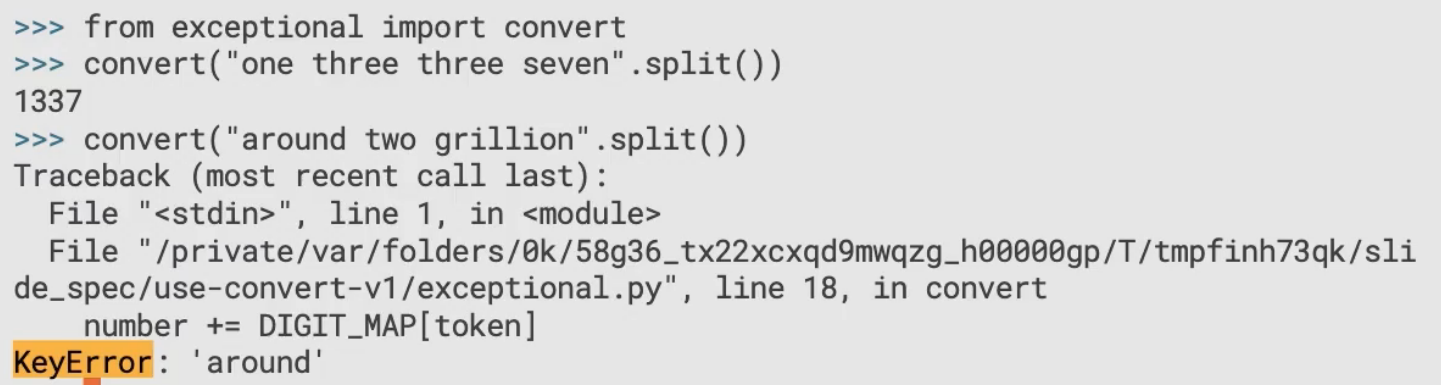 >>> from exceptional import convert
>>> convert("one three three seven".split())
1337
>>> convert("around two grillion".split())
Traceback (most recent call last):
  File "<stdin>", line 1, in <module>
  File "/private/var/folders/0k/58g36_tx22xcxqd9mwqzg_h00000gp/T/tmpfinh73qk/sli
de_spec/use-convert-v1/exceptional.py", line 18, in convert
    number += DIGIT_MAP[token]
KeyError: 'around'